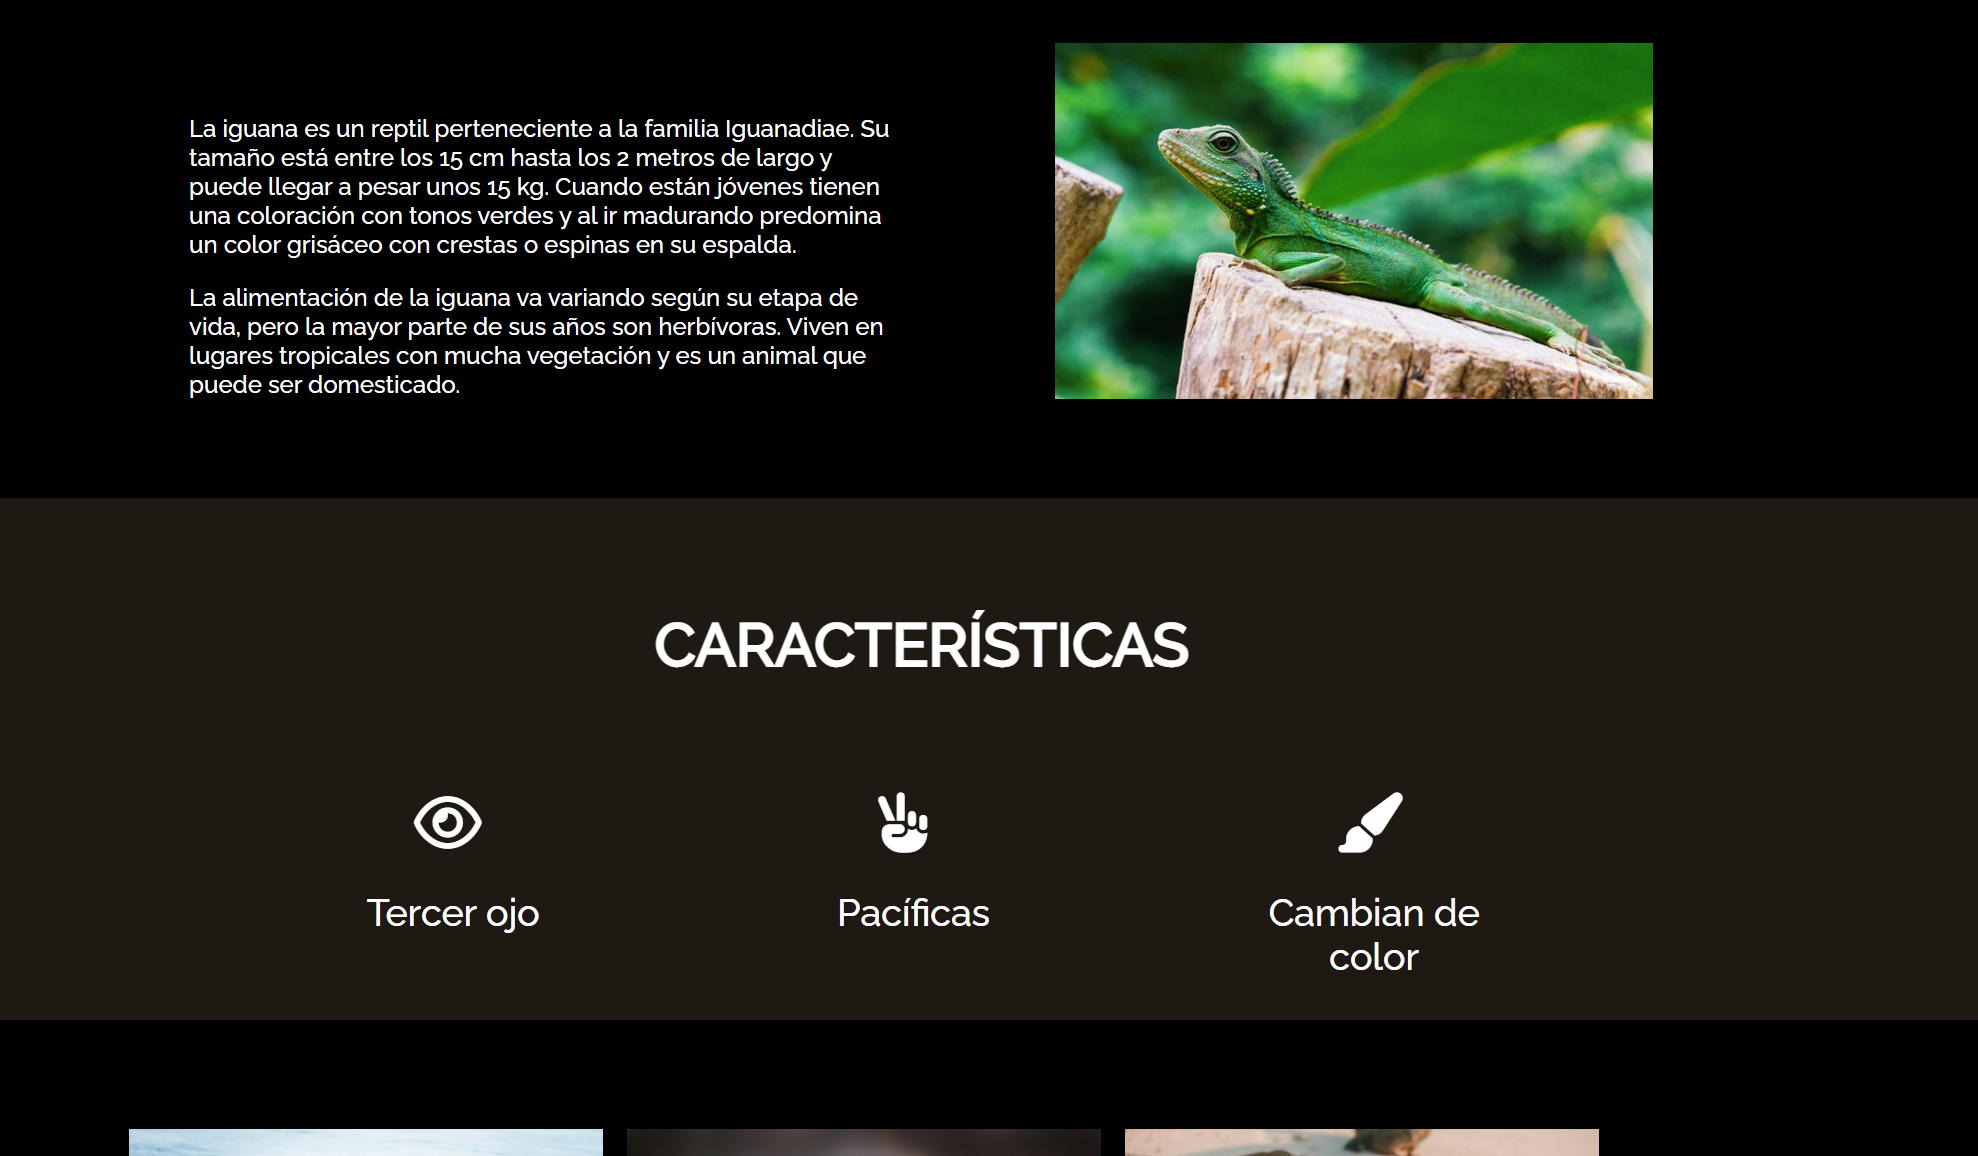 La iguana es un reptil perteneciente a la familia Iguanadiae. Su
tamaño está entre los 15 cm hasta los 2 metros de largo y
puede llegar a pesar unos 15 kg. Cuando están jóvenes tienen
una coloración con tonos verdes y al ir madurando predomina
un color grisáceo con crestas o espinas en su espalda.
La alimentación de la iguana va variando según su etapa de
vida, pero la mayor parte de sus años son herbívoras. Viven en
lugares tropicales con mucha vegetación y es un animal que
puede ser domesticado.
CARACTERÍSTICAS
Tercer ojo
Pacíficas
Cambian de
color